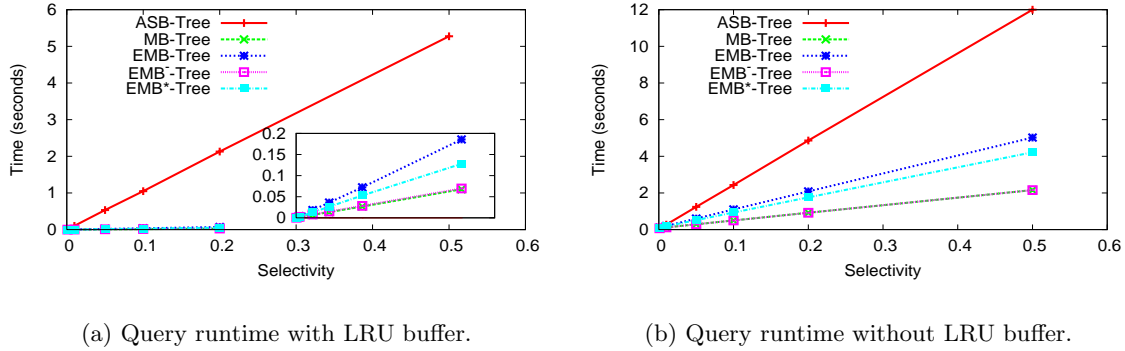 6
5
4
3
2
1
0
0
0.1
0.2
0.3
0.4
0.5
0.6
Time (seconds)
Selectivity
ASB-Tree
MB-Tree
EMB-Tree
EMB⁻-Tree
EMB*-Tree
0.2
0.15
0.1
0.05
0
(a) Query runtime with LRU buffer.
12
10
8
6
4
2
0
0
0.1
0.2
0.3
0.4
0.5
0.6
Time (seconds)
Selectivity
ASB-Tree
MB-Tree
EMB-Tree
EMB⁻-Tree
EMB*-Tree
(b) Query runtime without LRU buffer.